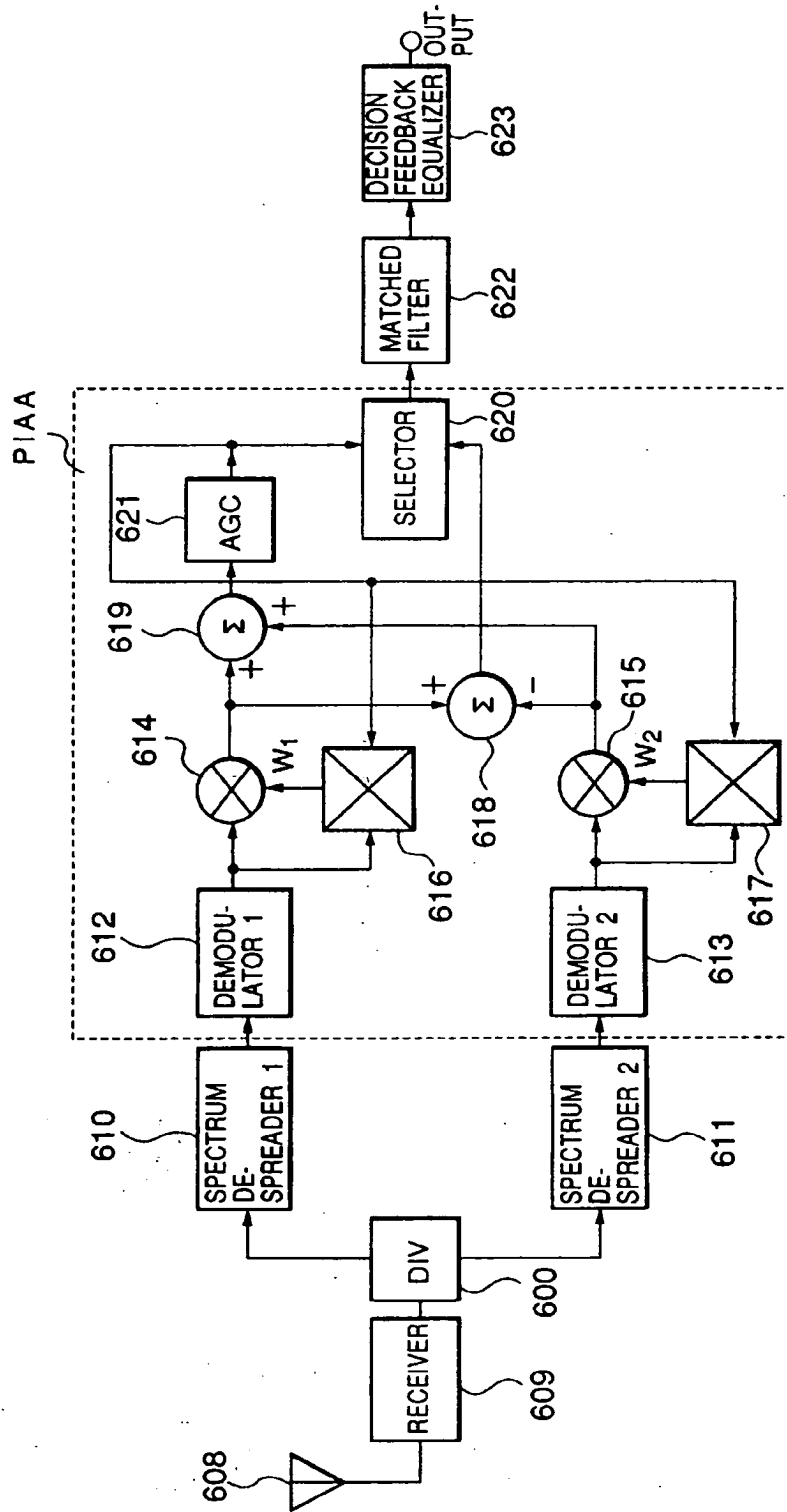 608
RECEIVER
609
DIV
600
SPECTRUM
DE-
SPREADER 1
610
SPECTRUM
DE-
SPREADER 2
611
PIAA
DEMODU-
LATOR 1
612
DEMODU-
LATOR 2
613
614
W1
616
615
W2
617
+
+
Σ
619
+
-
Σ
618
AGC
621
SELECTOR
620
MATCHED
FILTER
622
DECISION
FEEDBACK
EQUALIZER
623
OUT-
PUT